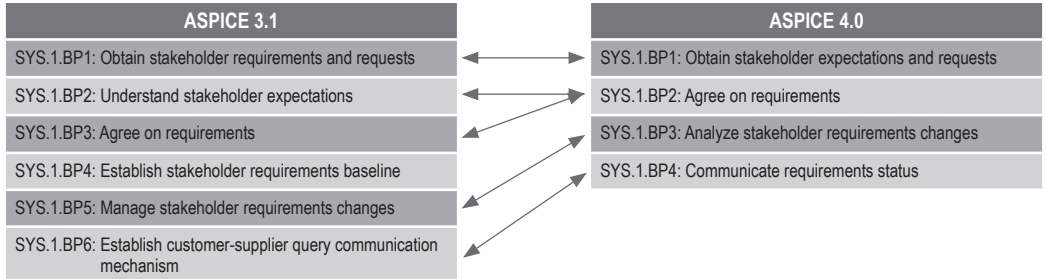 ASPICE 3.1
SYS.1.BP1: Obtain stakeholder requirements and requests
SYS.1.BP2: Understand stakeholder expectations
SYS.1.BP3: Agree on requirements
SYS.1.BP4: Establish stakeholder requirements baseline
SYS.1.BP5: Manage stakeholder requirements changes
SYS.1.BP6: Establish customer-supplier query communication
mechanism
ASPICE 4.0
SYS.1.BP1: Obtain stakeholder expectations and requests
SYS.1.BP2: Agree on requirements
SYS.1.BP3: Analyze stakeholder requirements changes
SYS.1.BP4: Communicate requirements status